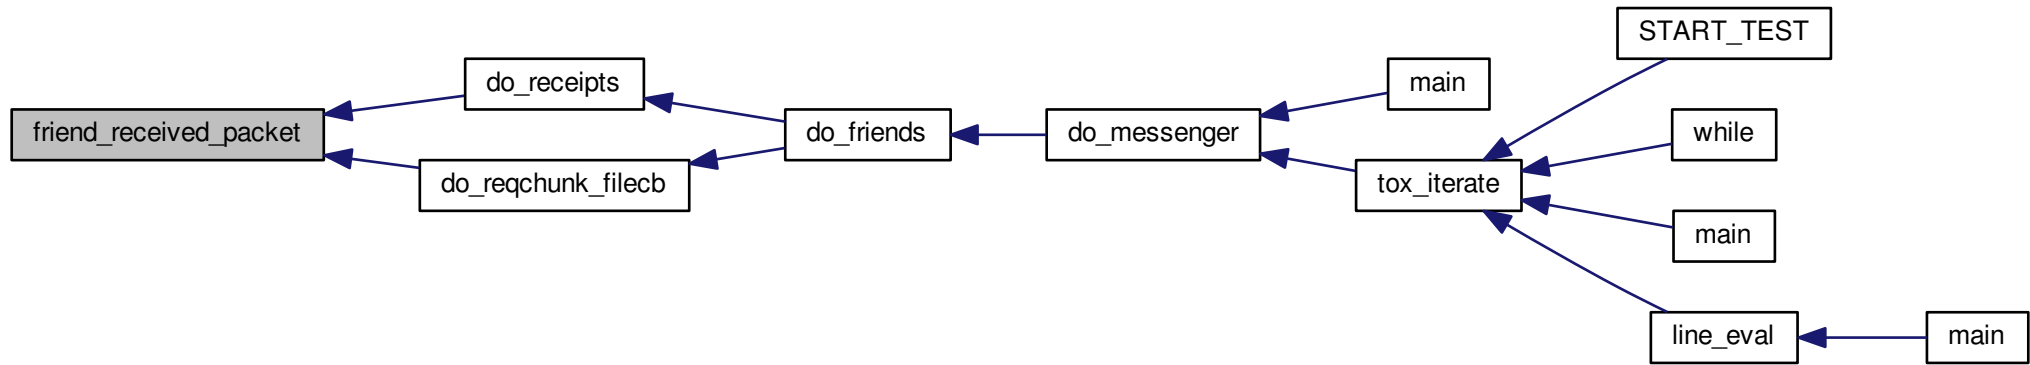 friend_received_packet
do_receipts
do_reqchunk_filecb
do_friends
do_messenger
main
tox_iterate
START_TEST
while
main
line_eval
main